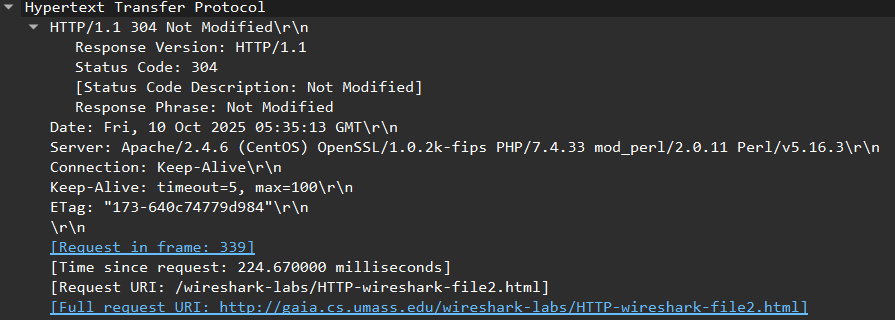 Hypertext Transfer Protocol
HTTP/1.1 304 Not Modified\r\n
Response Version: HTTP/1.1
Status Code: 304
[Status Code Description: Not Modified]
Response Phrase: Not Modified
Date: Fri, 10 Oct 2025 05:35:13 GMT\r\n
Server: Apache/2.4.6 (CentOS) OpenSSL/1.0.2k-fips PHP/7.4.33 mod_perl/2.0.11 Perl/v5.16.3\r\n
Connection: Keep-Alive\r\n
Keep-Alive: timeout=5, max=100\r\n
ETag: "173-640c74779d984"\r\n
\r\n
[Request in frame: 339]
[Time since request: 224.670000 milliseconds]
[Request URI: /wireshark-labs/HTTP-wireshark-file2.html]
[Full request URI: http://gaia.cs.umass.edu/wireshark-labs/HTTP-wireshark-file2.html]